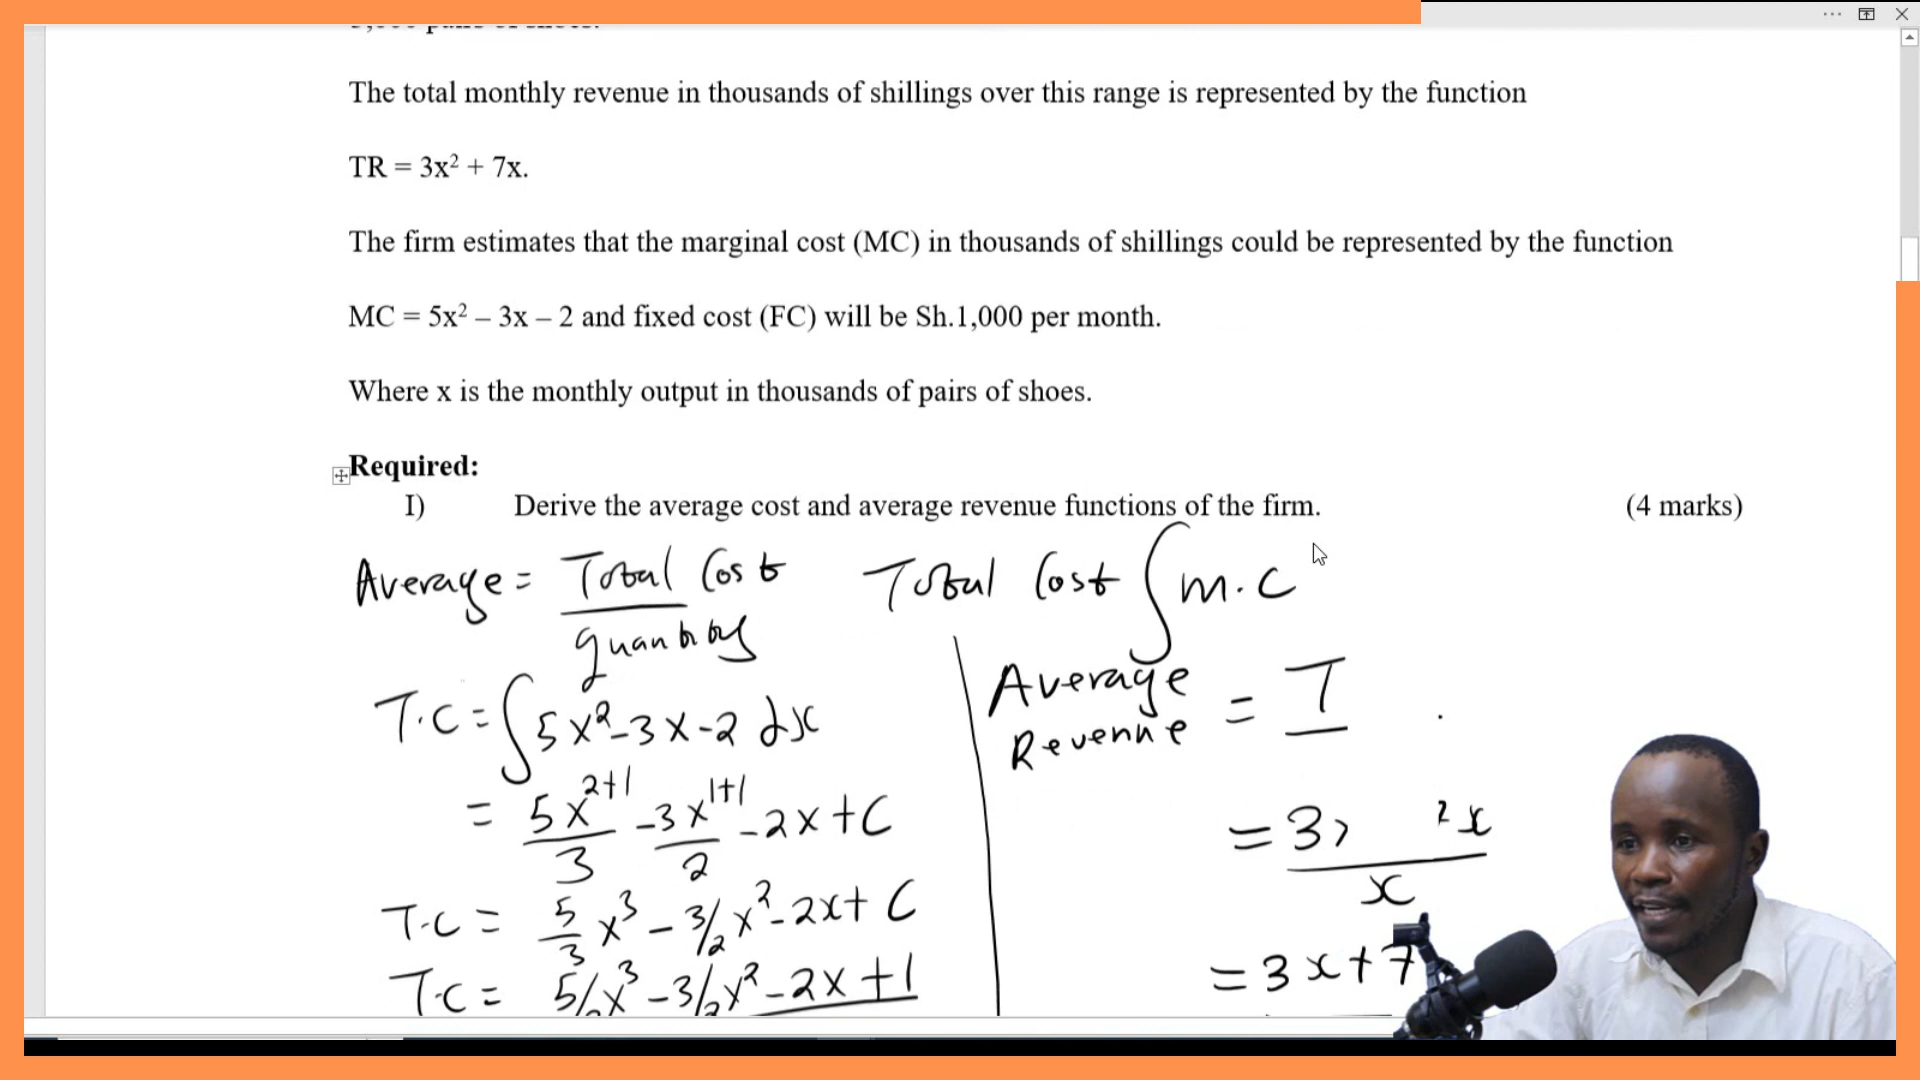 The total monthly revenue in thousands of shillings over this range is represented by the function
TR = 3x² + 7x.
The firm estimates that the marginal cost (MC) in thousands of shillings could be represented by the function
MC = 5x² – 3x – 2 and fixed cost (FC) will be Sh.1,000 per month.
Where x is the monthly output in thousands of pairs of shoes.
Required:
I) Derive the average cost and average revenue functions of the firm. (4 marks)
Average = Total Cost / quantity
Total Cost ∫ m.c
T.C = ∫ 5x² - 3x - 2 dx
= 5x^2+1 / 3 - 3x^1+1 / 2 - 2x + C
T.C = 5/3 x³ - 3/2 x² - 2x + C
T.C = 5/3 x³ - 3/2 x² - 2x + 1
Average Revenue = T
= 3 x / x
= 3x + 7